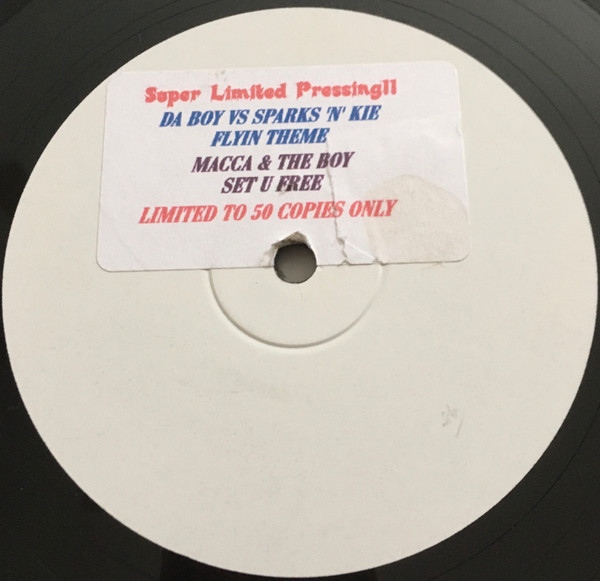 Super Limited Pressing!!
DA BOY VS SPARKS 'N' KIE
FLYIN THEME
MACCA & THE BOY
SET U FREE
LIMITED TO 50 COPIES ONLY